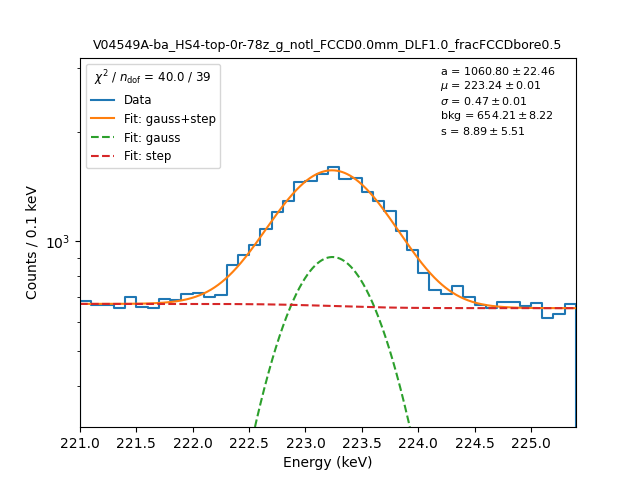 V04549A-ba_HS4-top-0r-78z_g_notl_FCCD0.0mm_DLF1.0_fracFCCDbore0.5
χ² / n_dof = 40.0 / 39
Data
Fit: gauss+step
Fit: gauss
Fit: step
a = 1060.80 ± 22.46
μ = 223.24 ± 0.01
σ = 0.47 ± 0.01
bkg = 654.21 ± 8.22
s = 8.89 ± 5.51
Counts / 0.1 keV
10³
221.0 221.5 222.0 222.5 223.0 223.5 224.0 224.5 225.0
Energy (keV)